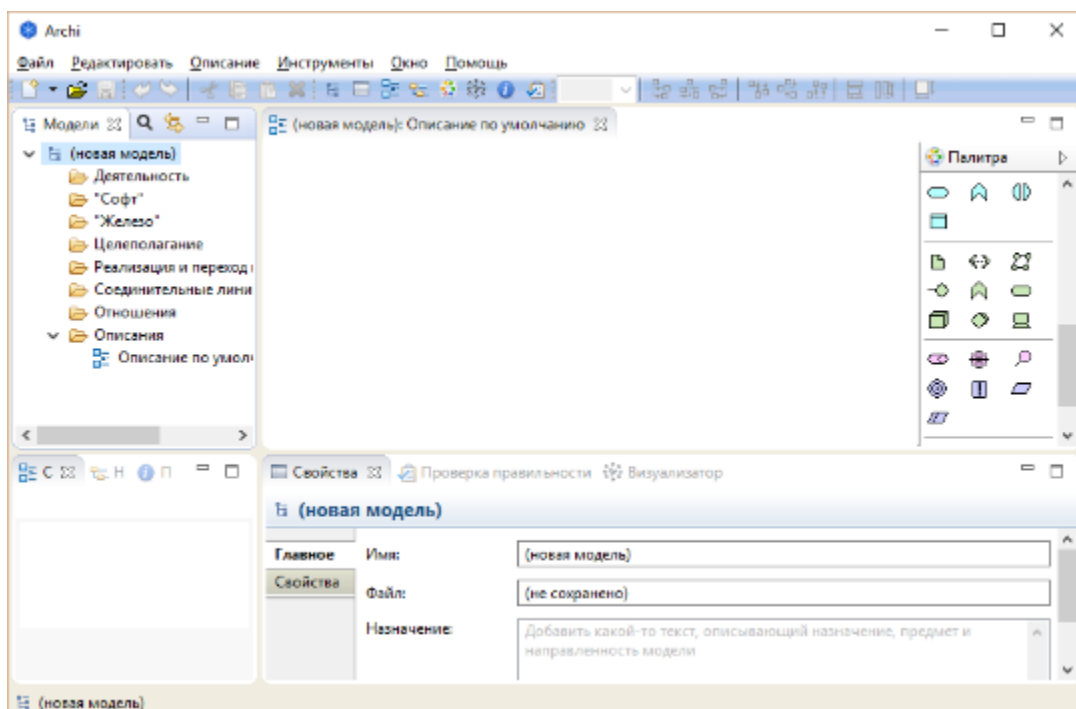 Archi
Файл Редактировать Описание Инструменты Окно Помощь
Модели
(новая модель): Описание по умолчанию
(новая модель)
Деятельность
"Софт"
"Железо"
Целеполагание
Реализация и переход
Соединительные лини
Отношения
Описания
Описание по умол
Палитра
С Н П
Свойства Проверка правильности Визуализатор
(новая модель)
Главное
Свойства
Имя: (новая модель)
Файл: (не сохранено)
Назначение: Добавить какой-то текст, описывающий назначение, предмет и
направленность модели
(новая модель)